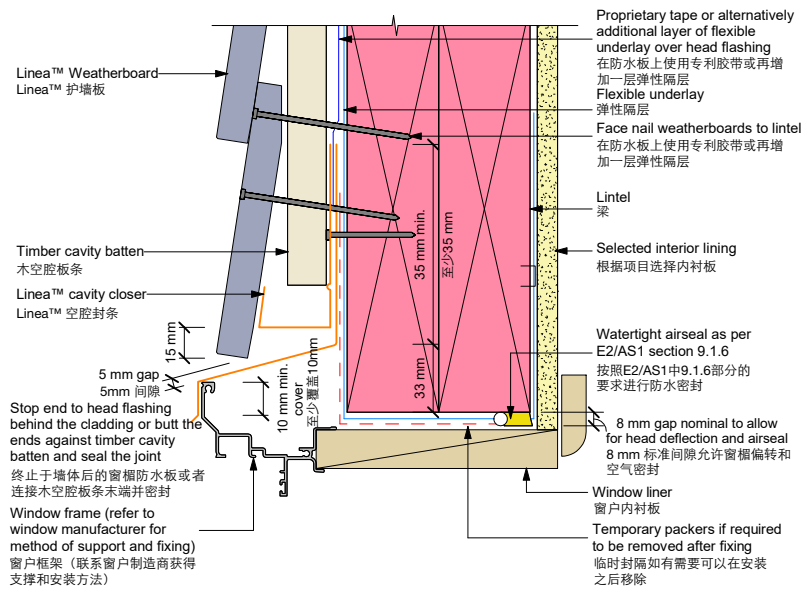 Linea™ Weatherboard
Linea™ 护墙板
Timber cavity batten
木空腔板条
Linea™ cavity closer
Linea™ 空腔封条
15 mm
5 mm gap
5mm 间隙
Stop end to head flashing
behind the cladding or butt the
ends against timber cavity
batten and seal the joint
终止于墙体后的窗楣防水板或者
连接木空腔板条末端并密封
Window frame (refer to
window manufacturer for
method of support and fixing)
窗户框架（联系窗户制造商获得
支撑和安装方法）
10 mm min.
cover
至少覆盖10mm
35 mm min.
至少35 mm
33 mm
Proprietary tape or alternatively
additional layer of flexible
underlay over head flashing
在防水板上使用专利胶带或再增
加一层弹性隔层
Flexible underlay
弹性隔层
Face nail weatherboards to lintel
在防水板上使用专利胶带或再增
加一层弹性隔层
Lintel
梁
Selected interior lining
根据项目选择内衬板
Watertight airseal as per
E2/AS1 section 9.1.6
按照E2/AS1中9.1.6部分的
要求进行防水密封
8 mm gap nominal to allow
for head deflection and airseal
8 mm 标准间隙允许窗楣偏转和
空气密封
Window liner
窗户内衬板
Temporary packers if required
to be removed after fixing
临时封隔如有需要可以在安装
之后移除